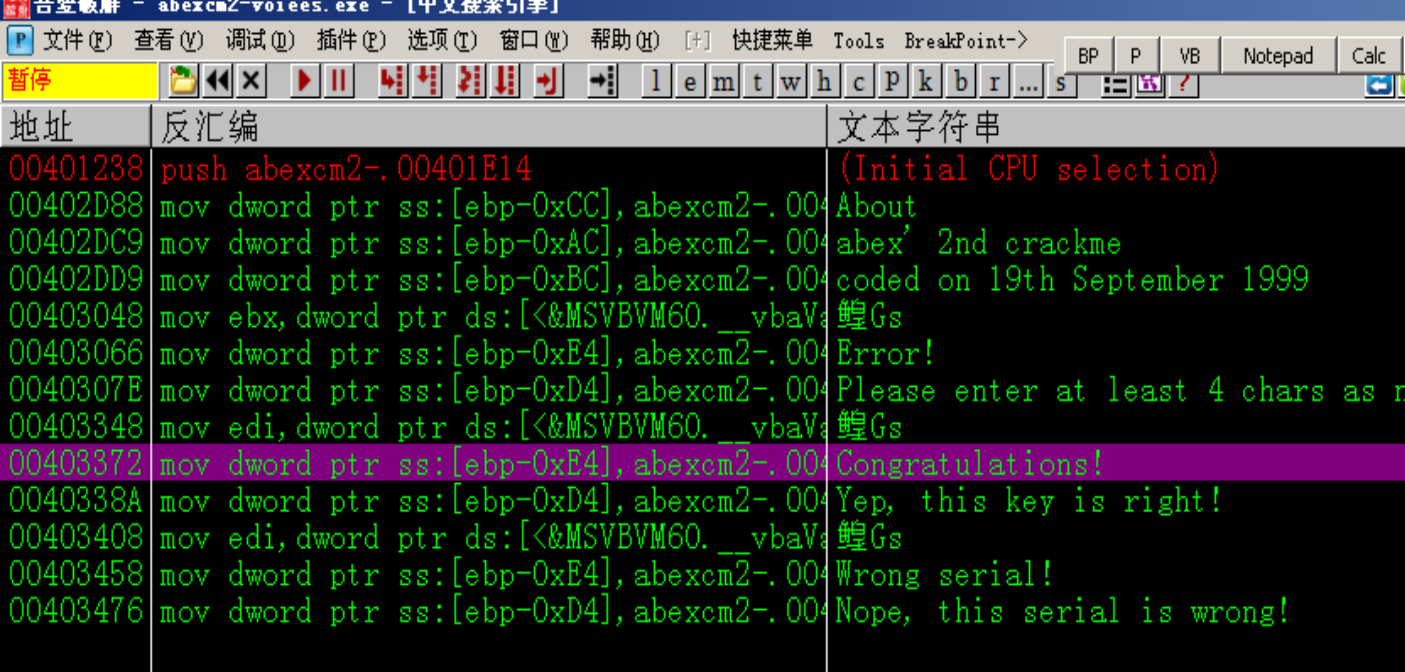 吾爱破解 - abexcm2-voiees.exe - [中文搜索引擎]
文件(F) 查看(V) 调试(D) 插件(P) 选项(T) 窗口(W) 帮助(H) [+] 快捷菜单 Tools BreakPoint->
BP P VB Notepad Calc
暂停 l e m t w h c P k b r ... s ?
地址 反汇编 文本字符串
00401238 push abexcm2-.00401E14 (Initial CPU selection)
00402D88 mov dword ptr ss:[ebp-0xCC],abexcm2-.004 About
00402DC9 mov dword ptr ss:[ebp-0xAC],abexcm2-.004 abex' 2nd crackme
00402DD9 mov dword ptr ss:[ebp-0xBC],abexcm2-.004 coded on 19th September 1999
00403048 mov ebx,dword ptr ds:[<&MSVBVM60.__vbaVa 鳇Gs
00403066 mov dword ptr ss:[ebp-0xE4],abexcm2-.004 Error!
0040307E mov dword ptr ss:[ebp-0xD4],abexcm2-.004 Please enter at least 4 chars as n
00403348 mov edi,dword ptr ds:[<&MSVBVM60.__vbaVa 鳇Gs
00403372 mov dword ptr ss:[ebp-0xE4],abexcm2-.004 Congratulations!
0040338A mov dword ptr ss:[ebp-0xD4],abexcm2-.004 Yep, this key is right!
00403408 mov edi,dword ptr ds:[<&MSVBVM60.__vbaVa 鳇Gs
00403458 mov dword ptr ss:[ebp-0xE4],abexcm2-.004 Wrong serial!
00403476 mov dword ptr ss:[ebp-0xD4],abexcm2-.004 Nope, this serial is wrong!